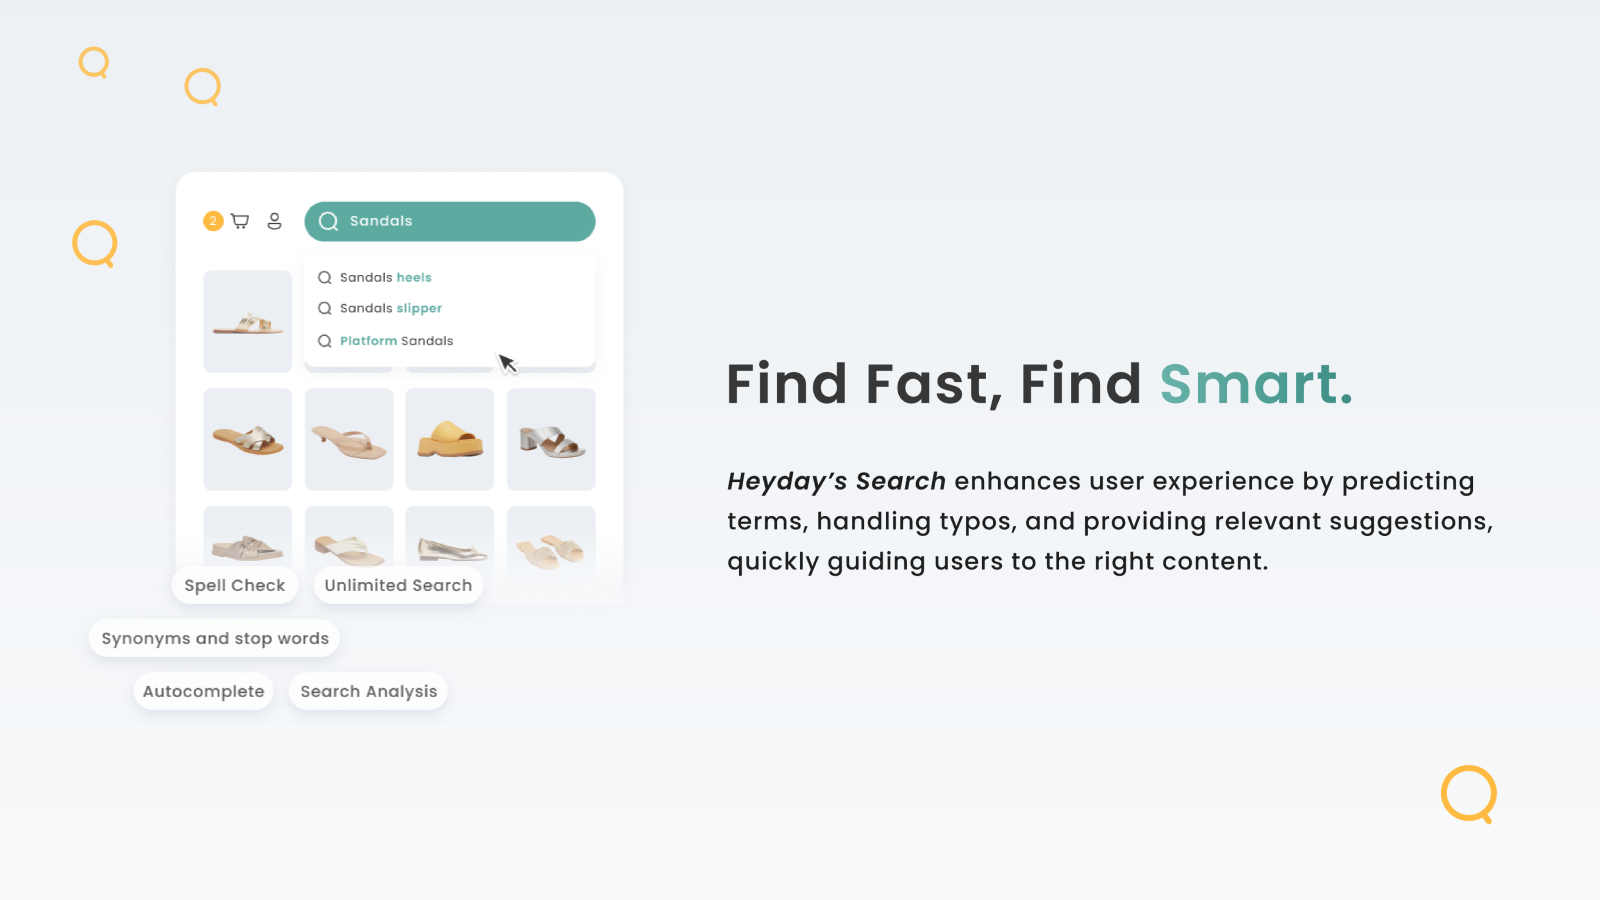 2
Sandals
Sandals heels
Sandals slipper
Platform Sandals
Spell Check
Unlimited Search
Synonyms and stop words
Autocomplete
Search Analysis
Find Fast, Find Smart.
Heyday’s Search enhances user experience by predicting
terms, handling typos, and providing relevant suggestions,
quickly guiding users to the right content.